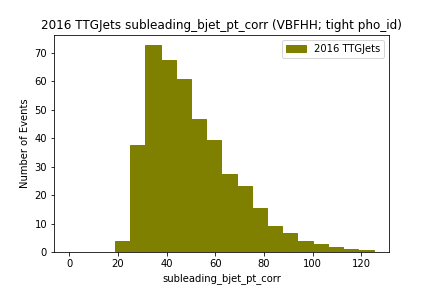 2016 TTGJets subleading_bjet_pt_corr (VBFHH; tight pho_id)
2016 TTGJets
Number of Events
70
60
50
40
30
20
10
0
0 20 40 60 80 100 120
subleading_bjet_pt_corr